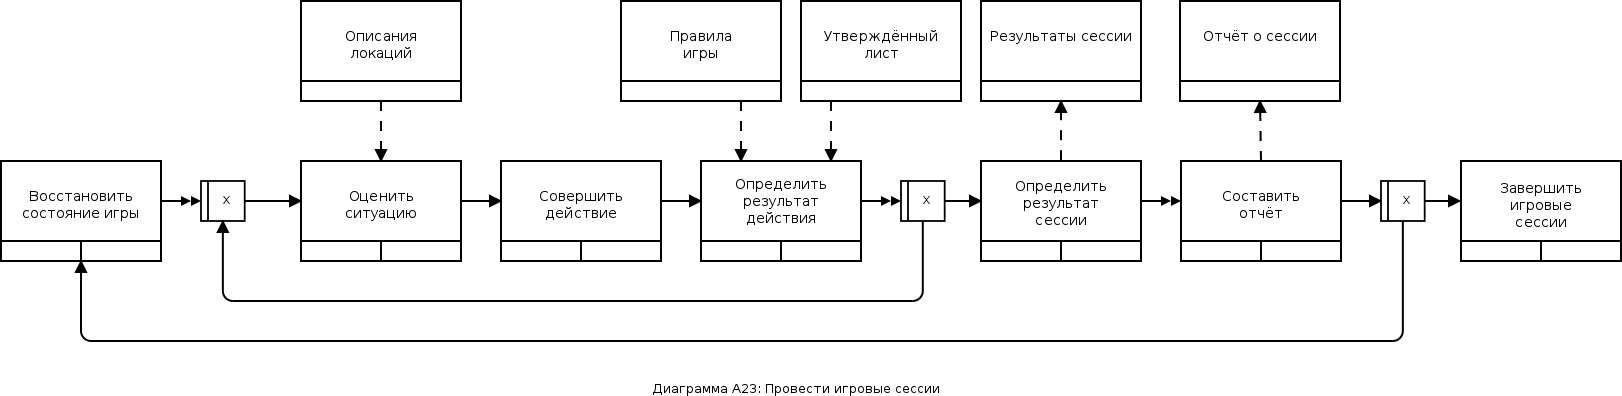 Описания
локаций
Правила
игры
Утверждённый
лист
Результаты сессии
Отчёт о сессии
Восстановить
состояние игры
X
Оценить
ситуацию
Совершить
действие
Определить
результат
действия
X
Определить
результат
сессии
Составить
отчёт
X
Завершить
игровые
сессии
Диаграмма А23: Провести игровые сессии